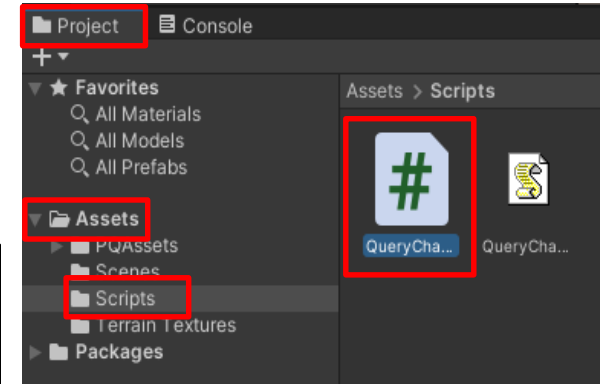 Project
Console
Favorites
All Materials
All Models
All Prefabs
Assets
PQAssets
Scenes
Scripts
Terrain Textures
Packages
Assets > Scripts
#
QueryCha...
QueryCha...